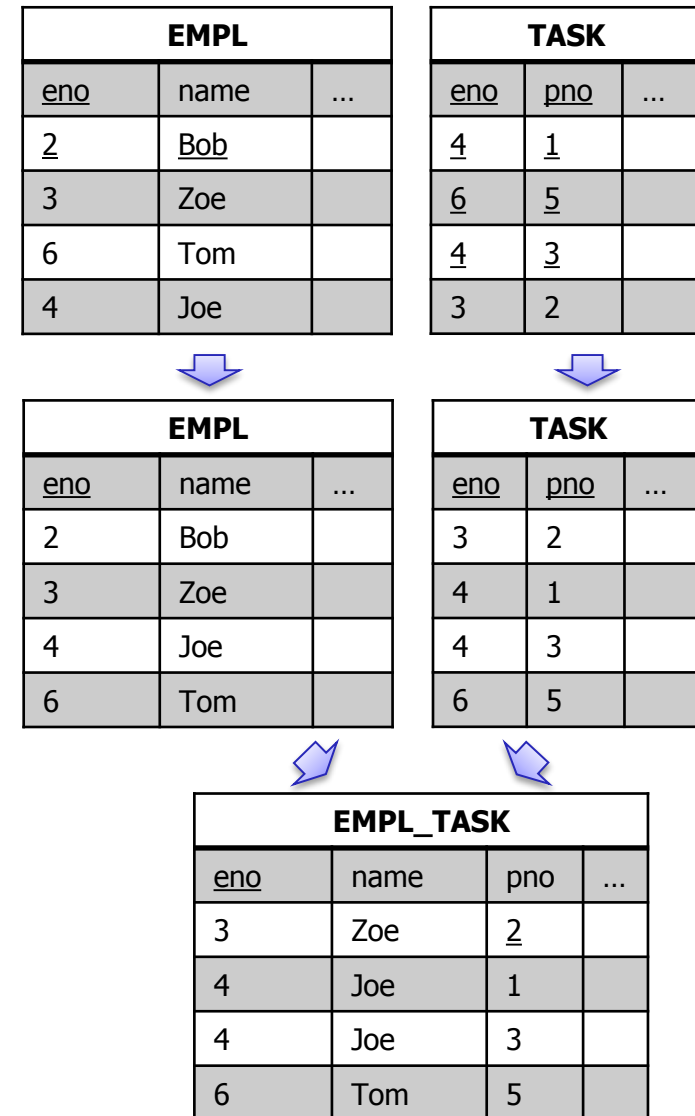 EMPL TASK
eno name ... eno pno ...
2 Bob 4 1
3 Zoe 6 5
6 Tom 4 3
4 Joe 3 2
EMPL TASK
eno name ... eno pno ...
2 Bob 3 2
3 Zoe 4 1
4 Joe 4 3
6 Tom 6 5
EMPL_TASK
eno name pno ...
3 Zoe 2
4 Joe 1
4 Joe 3
6 Tom 5